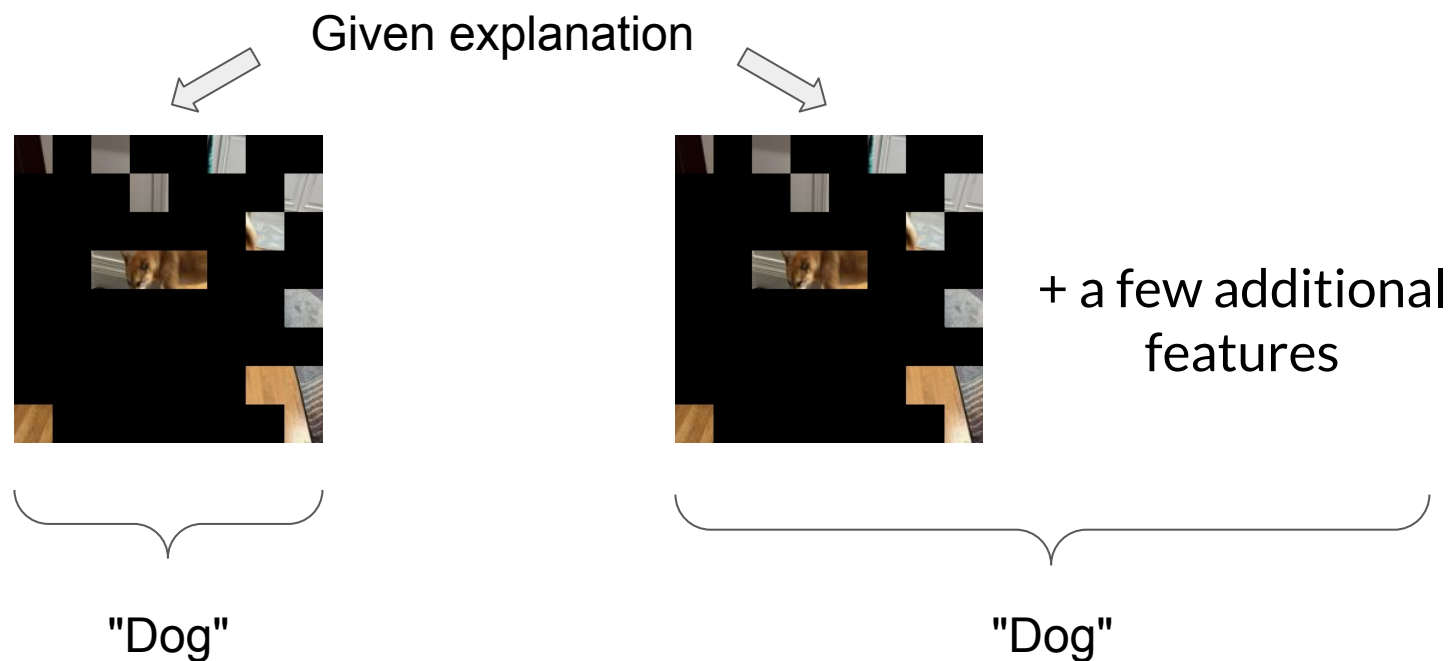 Given explanation
+ a few additional
features
"Dog"
"Dog"